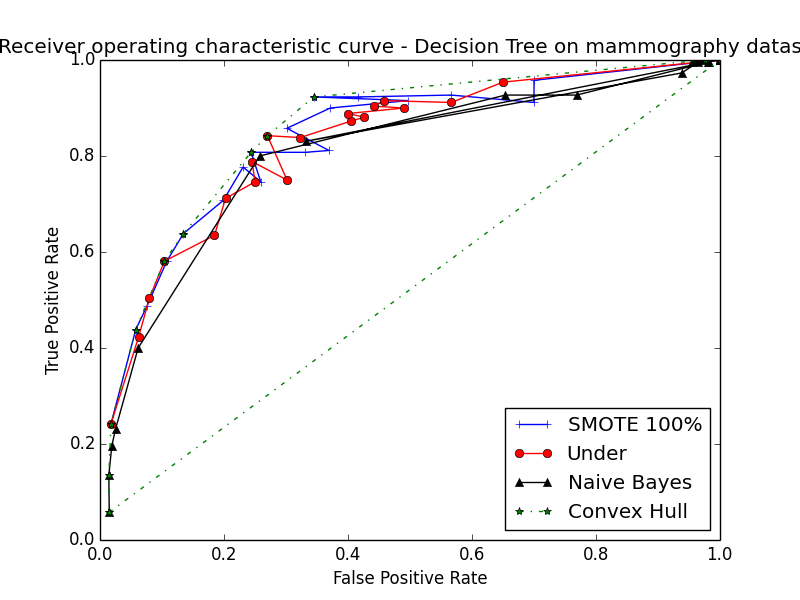 Receiver operating characteristic curve - Decision Tree on mammography datas
1.0
0.8
0.6
0.4
0.2
0.0
True Positive Rate
0.0 0.2 0.4 0.6 0.8 1.0
False Positive Rate
SMOTE 100%
Under
Naive Bayes
Convex Hull